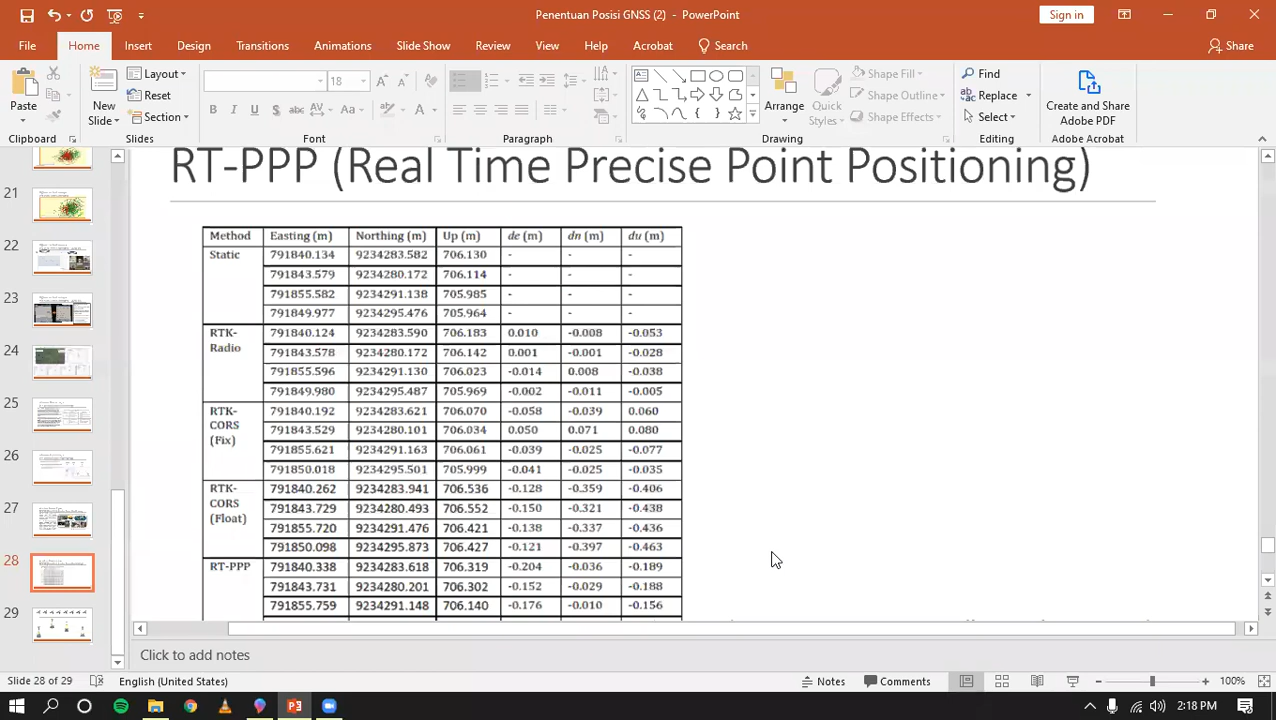 Penentuan Posisi GNSS (2) - PowerPoint
Sign in
File Home Insert Design Transitions Animations Slide Show Review View Help Acrobat Search Share
Paste
Clipboard
New Slide
Layout
Reset
Section
Slides
18
B I U S ab AV Aa A
Font
Paragraph
Arrange
Quick Styles
Shape Fill
Shape Outline
Shape Effects
Drawing
Find
Replace
Select
Editing
Create and Share Adobe PDF
Adobe Acrobat
21
22
23
24
25
26
27
28
29
RT-PPP (Real Time Precise Point Positioning)
Method Easting (m) Northing (m) Up (m) de (m) dn (m) du (m)
Static 791840.134 9234283.582 706.130 - - -
791843.579 9234280.172 706.114 - - -
791855.582 9234291.138 705.985 - - -
791849.977 9234295.476 705.964 - - -
RTK-Radio 791840.124 9234283.590 706.183 0.010 -0.008 -0.053
791843.578 9234280.172 706.142 0.001 -0.001 -0.028
791855.596 9234291.130 706.023 -0.014 0.008 -0.038
791849.980 9234295.487 705.969 -0.002 -0.011 -0.005
RTK-CORS (Fix) 791840.192 9234283.621 706.070 -0.058 -0.039 0.060
791843.529 9234280.101 706.034 0.050 0.071 0.080
791855.621 9234291.163 706.061 -0.039 -0.025 -0.077
791850.018 9234295.501 705.999 -0.041 -0.025 -0.035
RTK-CORS (Float) 791840.262 9234283.941 706.536 -0.128 -0.359 -0.406
791843.729 9234280.493 706.552 -0.150 -0.321 -0.438
791855.720 9234291.476 706.421 -0.138 -0.337 -0.436
791850.098 9234295.873 706.427 -0.121 -0.397 -0.463
RT-PPP 791840.338 9234283.618 706.319 -0.204 -0.036 -0.189
791843.731 9234280.201 706.302 -0.152 -0.029 -0.188
791855.759 9234291.148 706.140 -0.176 -0.010 -0.156
Click to add notes
Slide 28 of 29 English (United States) Notes Comments 100%
2:18 PM